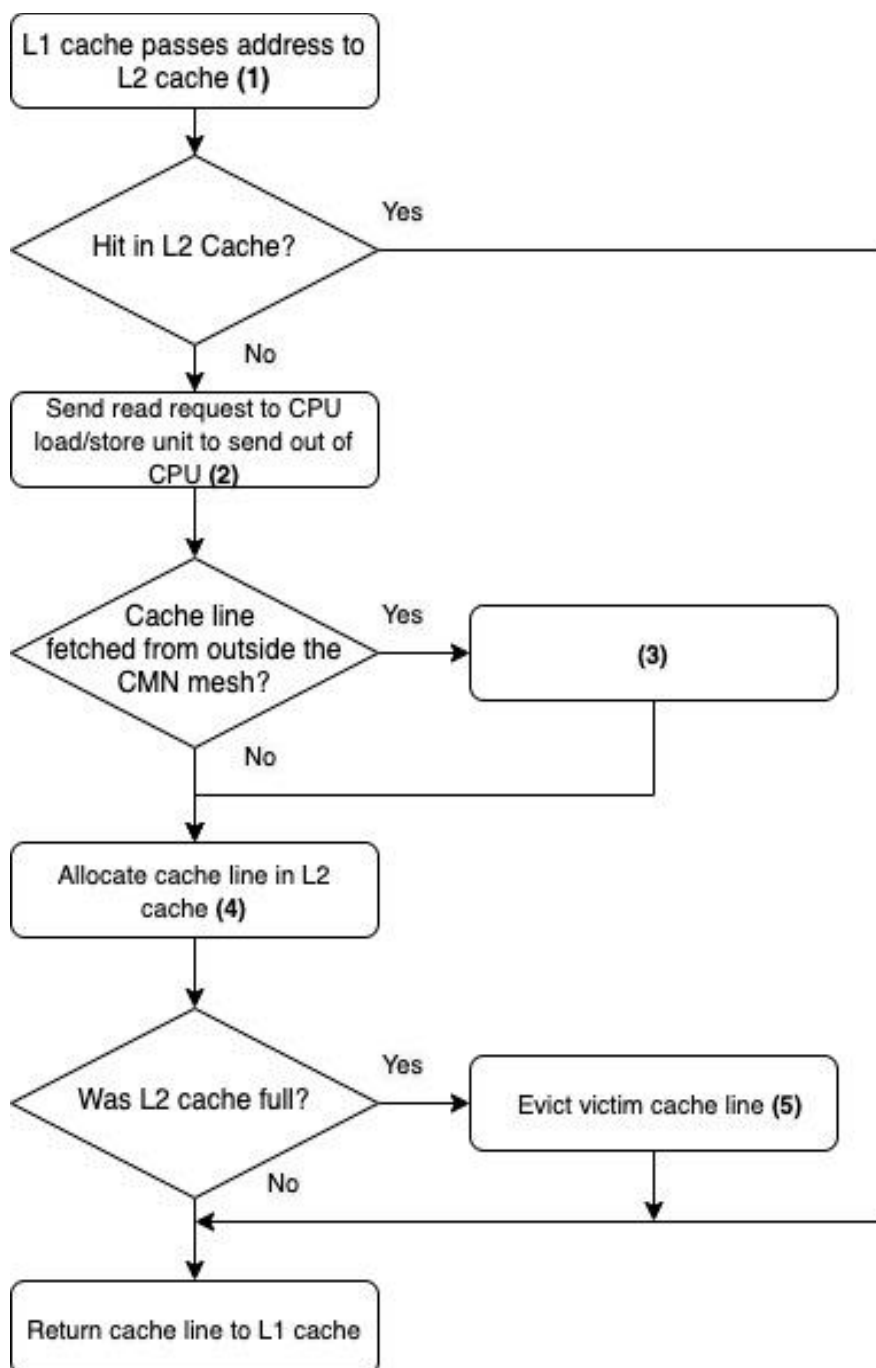 L1 cache passes address to
L2 cache (1)
Yes
Hit in L2 Cache?
No
Send read request to CPU
load/store unit to send out of
CPU (2)
Cache line
fetched from outside the
CMN mesh?
Yes
(3)
No
Allocate cache line in L2
cache (4)
Was L2 cache full?
Yes
Evict victim cache line (5)
No
Return cache line to L1 cache